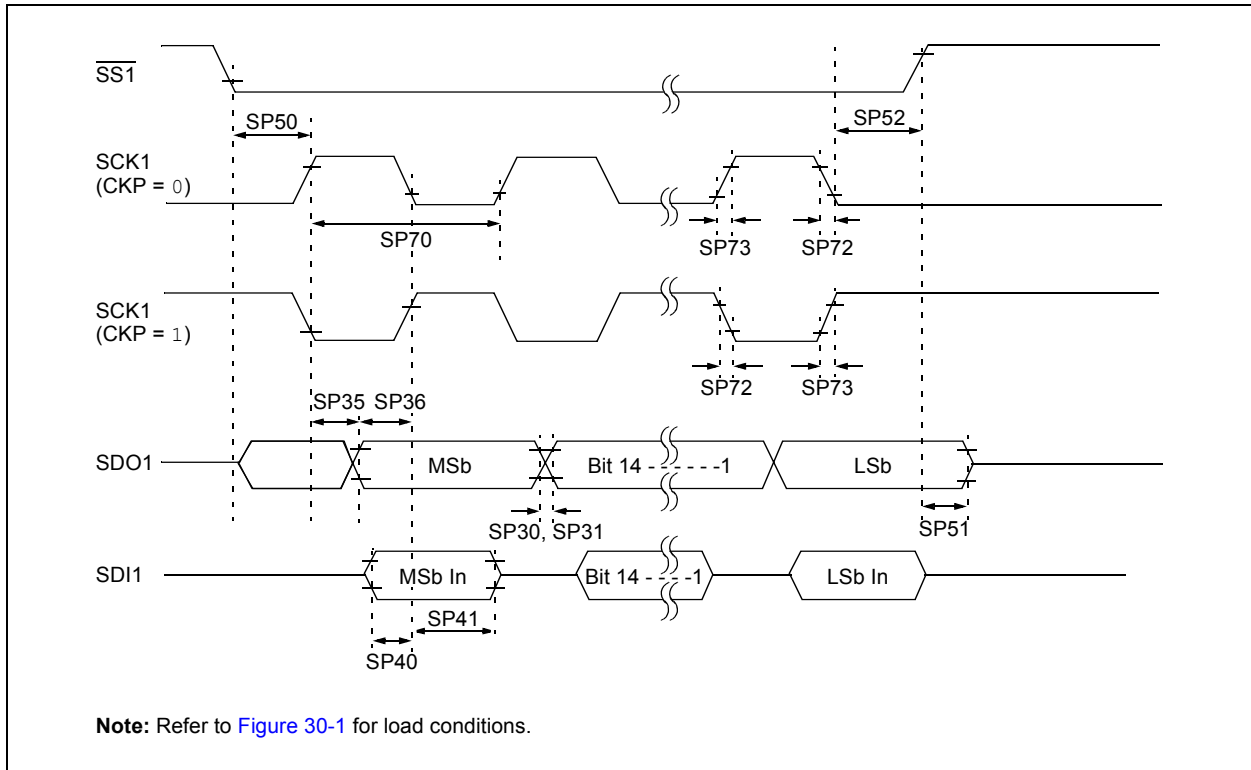 SS1
SP50
SP52
SCK1
(CKP = 0)
SP70
SP73
SP72
SCK1
(CKP = 1)
SP72
SP73
SP35
SP36
SDO1
MSb
Bit 14 - - - - - - -1
LSb
SP30, SP31
SP51
SDI1
MSb In
Bit 14 - - - -1
LSb In
SP41
SP40
Note: Refer to Figure 30-1 for load conditions.